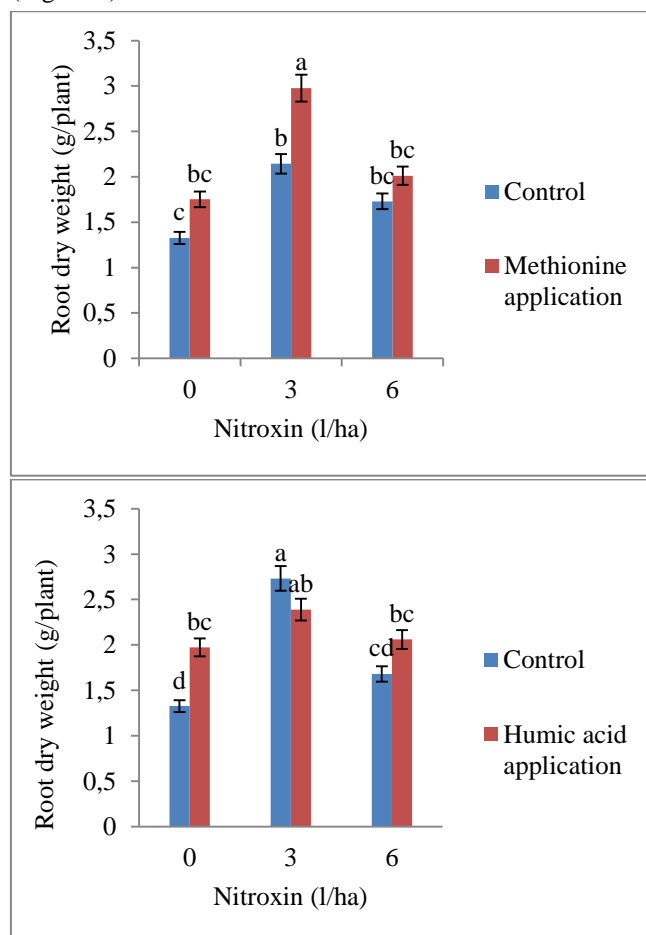 3,5
3
2,5
2
1,5
1
0,5
0
Root dry weight (g/plant)
c
bc
b
a
bc
bc
0 3 6
Nitroxin (l/ha)
Control
Methionine
application
3,5
3
2,5
2
1,5
1
0,5
0
Root dry weight (g/plant)
d
bc
a
ab
cd
bc
0 3 6
Nitroxin (l/ha)
Control
Humic acid
application